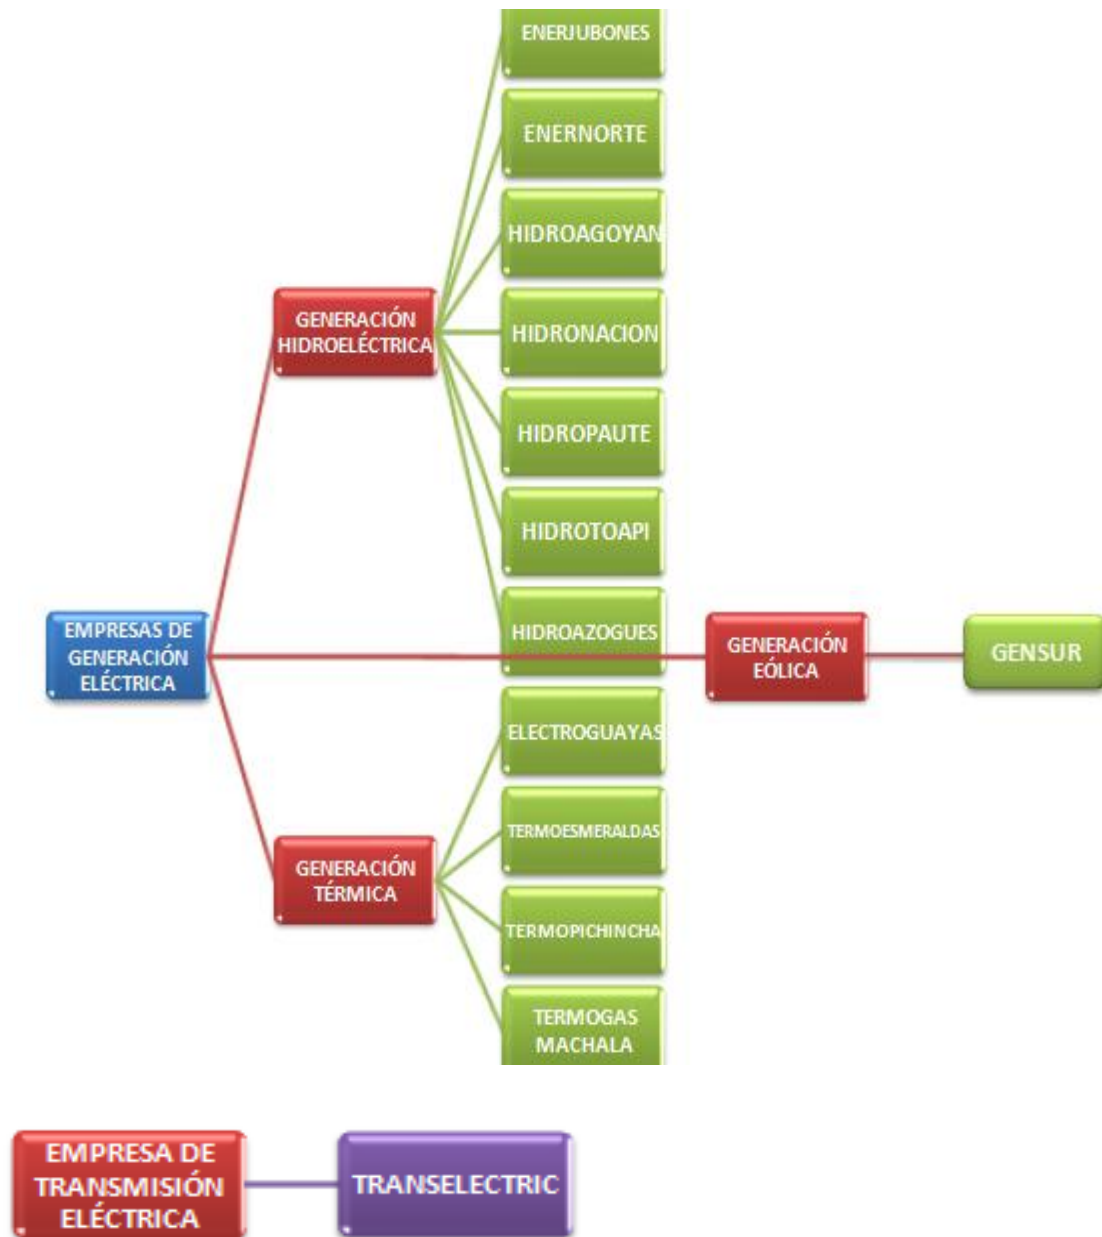 ENERJUBONES
ENERNORTE
HIDROAGOYAN
GENERACIÓN
HIDROELÉCTRICA
HIDRONACION
HIDROPAUTE
HIDROTOAPI
EMPRESAS DE
GENERACIÓN
ELÉCTRICA
HIDROAZOGUES
GENERACIÓN
EÓLICA
GENSUR
ELECTROGUAYAS
TERMOESMERALDAS
GENERACIÓN
TÉRMICA
TERMOPICHINCHA
TERMOGAS
MACHALA
EMPRESA DE
TRANSMISIÓN
ELÉCTRICA
TRANSELECTRIC